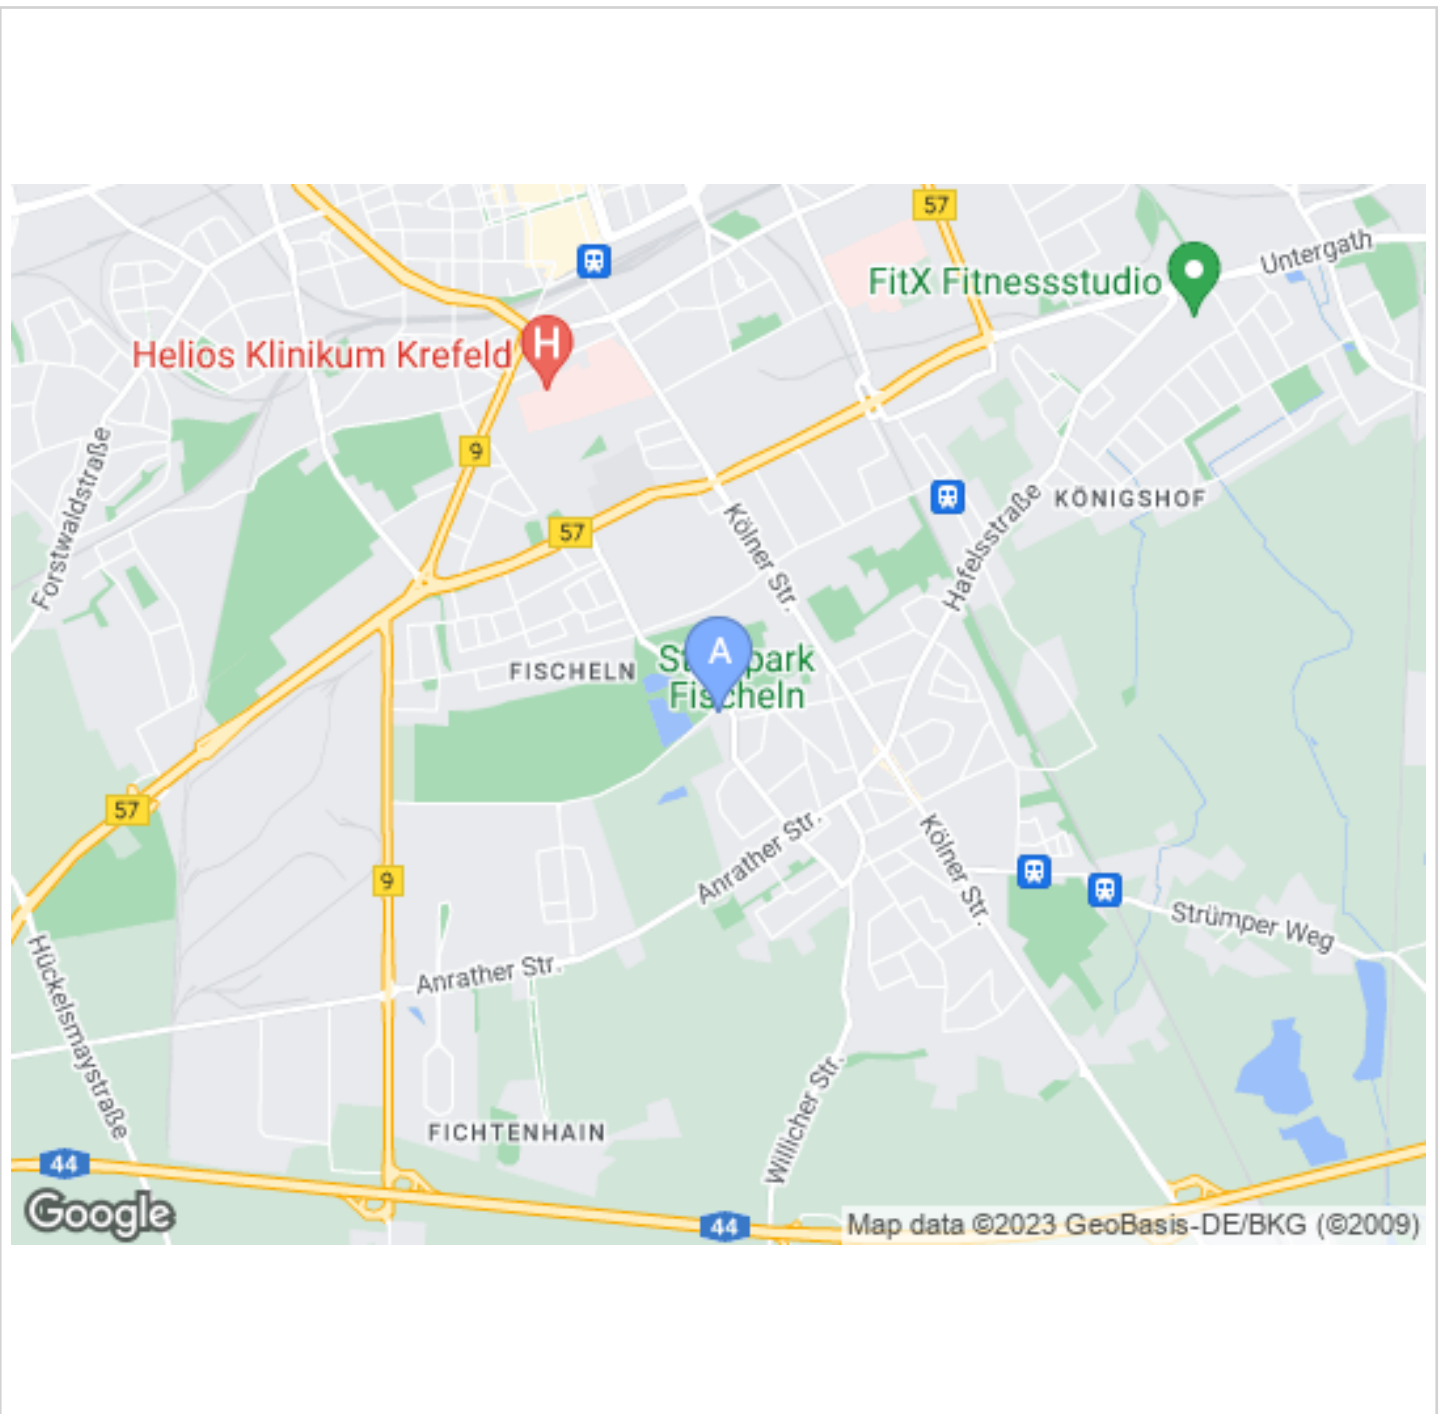 57
Untergath
FitX Fitnessstudio
H
Helios Klinikum Krefeld
9
Forstwaldstraße
57
Kölner Str.
Hafelsstraße
KÖNIGSHOF
FISCHELN
A
Fischeln
57
9
Anrather Str.
Kölner Str.
Strümper Weg
Anrather Str.
Hückelsmaystraße
Willicher Str.
FICHTENHAIN
44
Google
44
Map data ©2023 GeoBasis-DE/BKG (©2009)